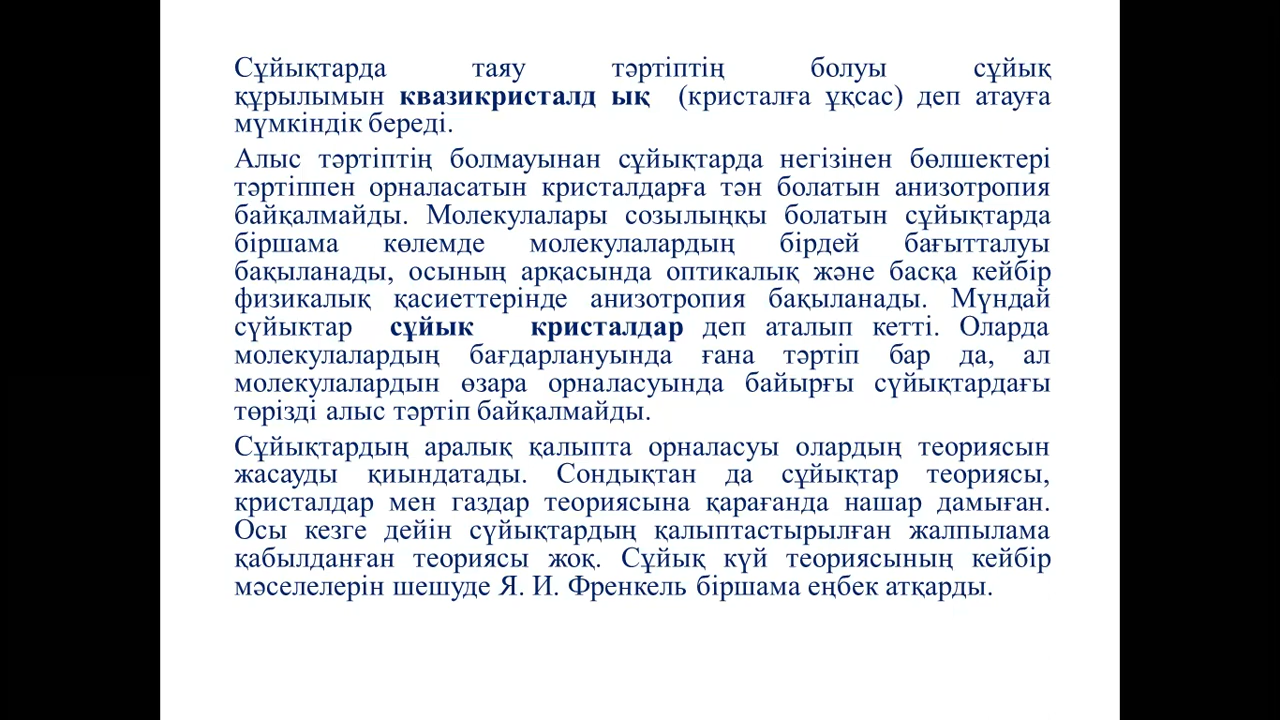 Сұйықтарда таяу тәртіптің болуы сұйық
құрылымын квазикристалд ық (кристалға ұқсас) деп атауға
мүмкіндік береді.
Алыс тәртіптің болмауынан сұйықтарда негізінен бөлшектері
тәртіппен орналасатын кристалдарға тән болатын анизотропия
байқалмайды. Молекулалары созылыңқы болатын сұйықтарда
біршама көлемде молекулалардың бірдей бағытталуы
бақыланады, осының арқасында оптикалық және басқа кейбір
физикалық қасиеттерінде анизотропия бақыланады. Мүндай
сүйыктар сұйык кристалдар деп аталып кетті. Оларда
молекулалардың бағдарлануында ғана тәртіп бар да, ал
молекулалардын өзара орналасуында байырғы сүйықтардағы
төрізді алыс тәртіп байқалмайды.
Сұйықтардың аралық қалыпта орналасуы олардың теориясын
жасауды қиындатады. Сондықтан да сұйықтар теориясы,
кристалдар мен газдар теориясына қарағанда нашар дамыған.
Осы кезге дейін сүйықтардың қалыптастырылған жалпылама
қабылданған теориясы жоқ. Сұйық күй теориясының кейбір
мәселелерін шешуде Я. И. Френкель біршама еңбек атқарды.